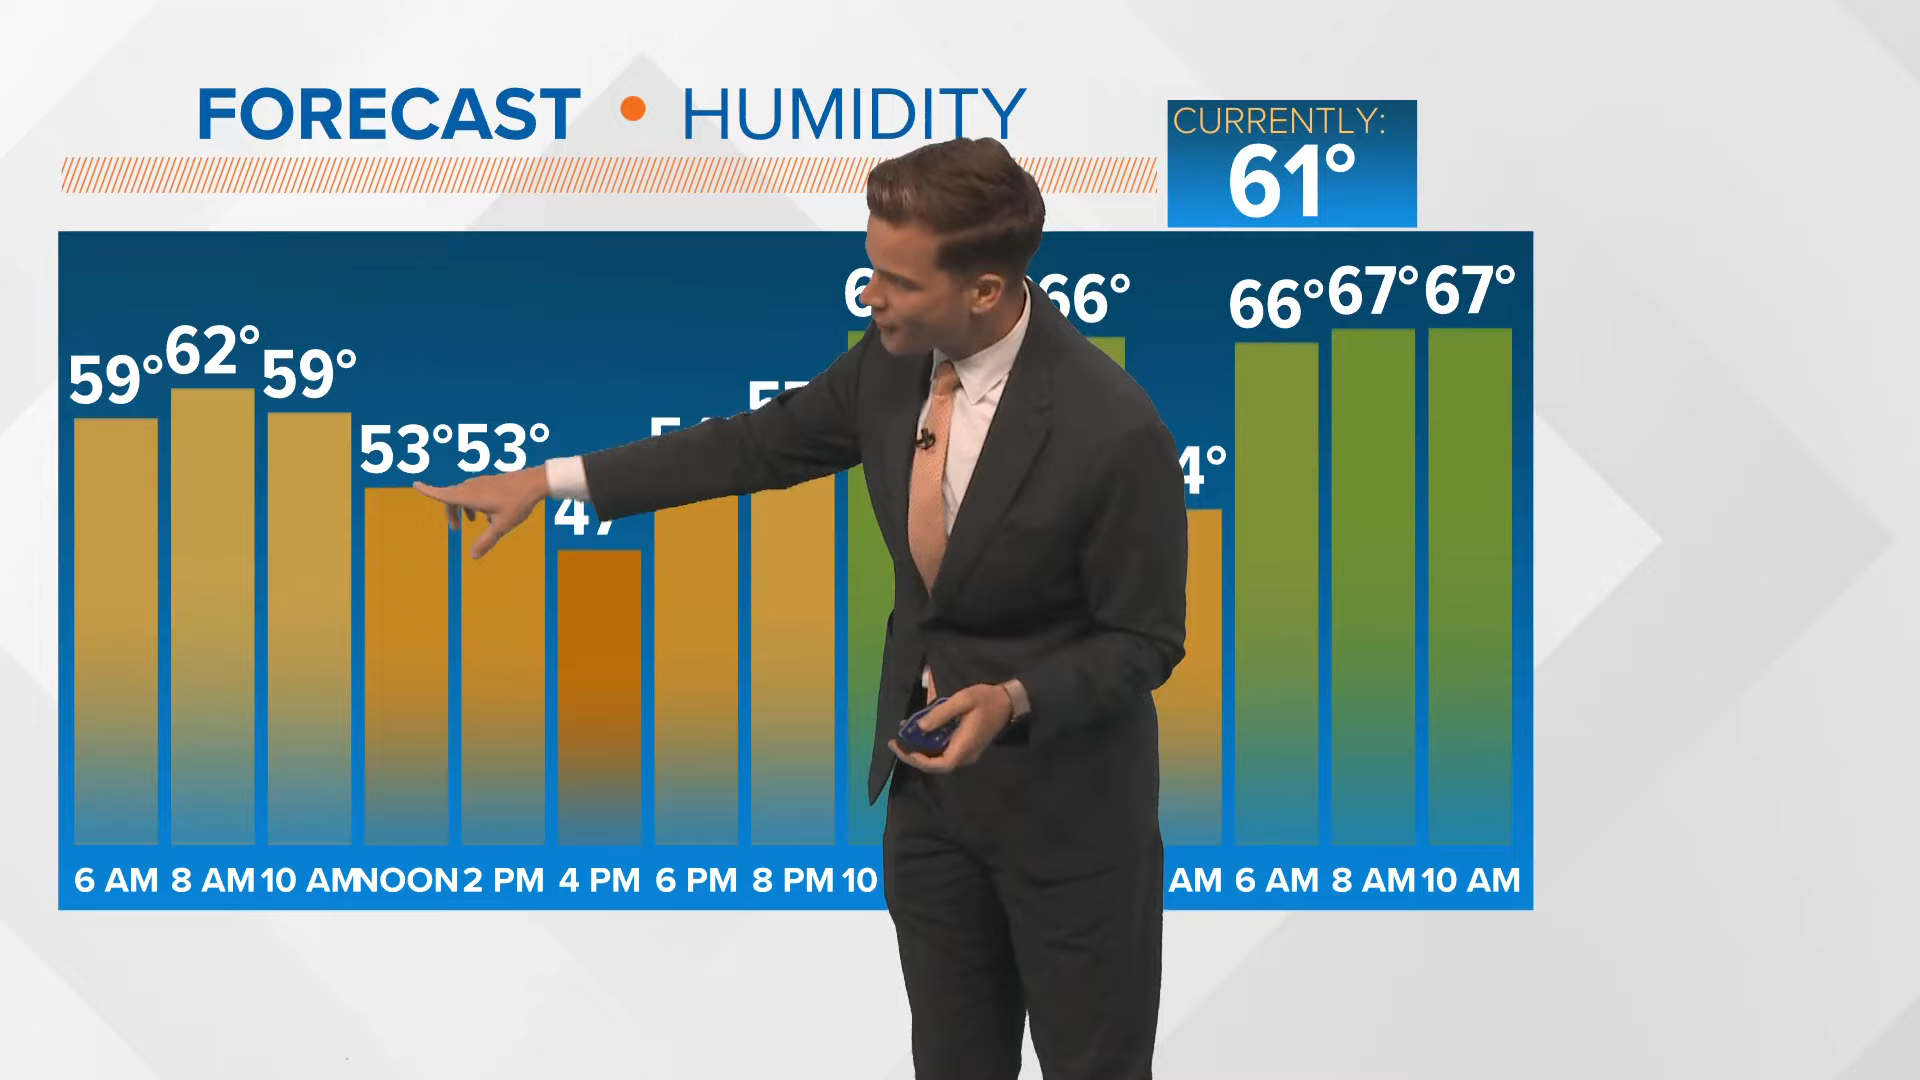 FORECAST • HUMIDITY
CURRENTLY:
61°
59° 62° 59° 53° 53° 47 66° 66° 67° 67°
6 AM 8 AM 10 AM NOON 2 PM 4 PM 6 PM 8 PM 10 AM 6 AM 8 AM 10 AM